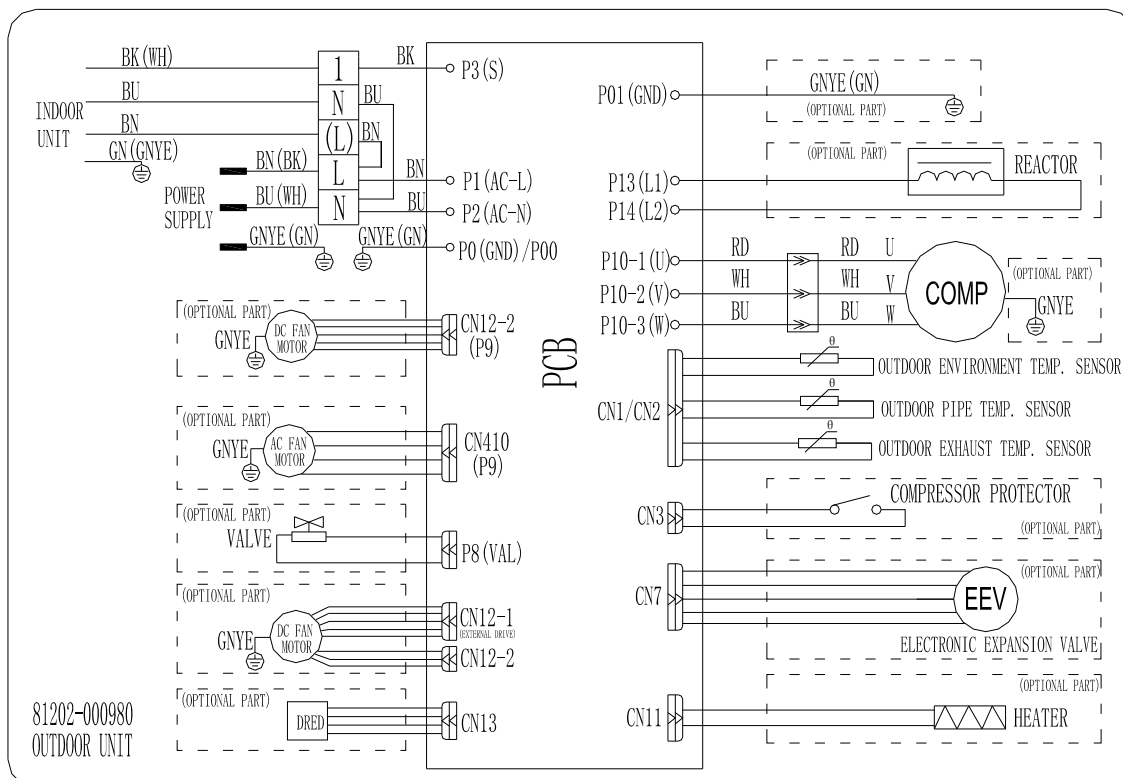 BK(WH)
1
BK
P3(S)
BU
N
BU
INDOOR
UNIT
BN
(L)
BN
GN(GNYE)
BN(BK)
L
BN
P1(AC-L)
POWER
SUPPLY
BU(WH)
N
BU
P2(AC-N)
GNYE(GN)
GNYE(GN)
P0(GND)/P00
(OPTIONAL PART)
GNYE
DC FAN
MOTOR
CN12-2
(P9)
(OPTIONAL PART)
GNYE
AC FAN
MOTOR
CN410
(P9)
(OPTIONAL PART)
VALVE
P8(VAL)
(OPTIONAL PART)
GNYE
DC FAN
MOTOR
CN12-1
(EXTERNAL DRIVE)
CN12-2
(OPTIONAL PART)
DRED
CN13
81202-000980
OUTDOOR UNIT
PCB
P01(GND)
GNYE(GN)
(OPTIONAL PART)
(OPTIONAL PART)
REACTOR
P13(L1)
P14(L2)
P10-1(U)
RD
RD
U
P10-2(V)
WH
WH
V
P10-3(W)
BU
BU
W
COMP
(OPTIONAL PART)
GNYE
CN1/CN2
θ
OUTDOOR ENVIRONMENT TEMP. SENSOR
θ
OUTDOOR PIPE TEMP. SENSOR
θ
OUTDOOR EXHAUST TEMP. SENSOR
CN3
COMPRESSOR PROTECTOR
(OPTIONAL PART)
CN7
(OPTIONAL PART)
EEV
ELECTRONIC EXPANSION VALVE
(OPTIONAL PART)
CN11
HEATER